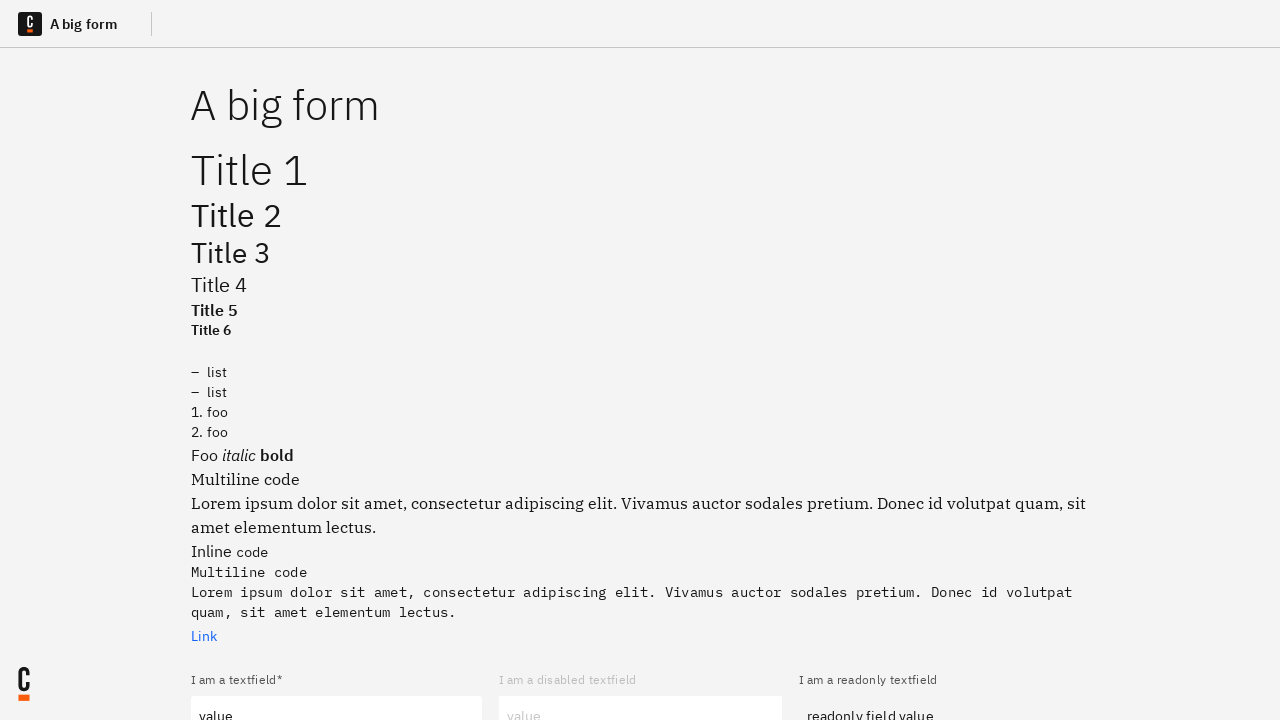 A big form
A big form
Title 1
Title 2
Title 3
Title 4
Title 5
Title 6
– list
– list
1. foo
2. foo
Foo italic bold
Multiline code
Lorem ipsum dolor sit amet, consectetur adipiscing elit. Vivamus auctor sodales pretium. Donec id volutpat quam, sit
amet elementum lectus.
Inline code
Multiline code
Lorem ipsum dolor sit amet, consectetur adipiscing elit. Vivamus auctor sodales pretium. Donec id volutpat
quam, sit amet elementum lectus.
Link
I am a textfield* I am a disabled textfield I am a readonly textfield
value value readonly field value